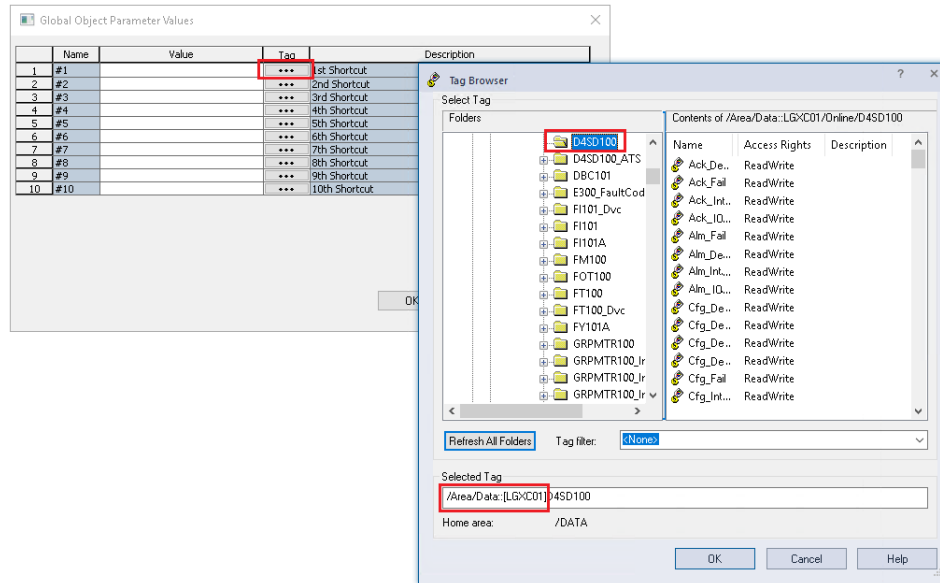 Global Object Parameter Values
Name Value Tag Description
1 #1 ••• 1st Shortcut
2 #2 ••• 2nd Shortcut
3 #3 ••• 3rd Shortcut
4 #4 ••• 4th Shortcut
5 #5 ••• 5th Shortcut
6 #6 ••• 6th Shortcut
7 #7 ••• 7th Shortcut
8 #8 ••• 8th Shortcut
9 #9 ••• 9th Shortcut
10 #10 ••• 10th Shortcut
OK
Tag Browser
Select Tag
Folders
D4SD100
D4SD100_ATS
DBC101
E300_FaultCod
FI101_Dvc
FI101
FI101A
FM100
FOT100
FT100
FT100_Dvc
FY101A
GRPMTR100
GRPMTR100_Ir
GRPMTR100_Ir
GRPMTR100_Ir
Contents of /Area/Data::LGXC01/Online/D4SD100
Name Access Rights Description
Ack_De... ReadWrite
Ack_Fail ReadWrite
Ack_Int... ReadWrite
Ack_IO... ReadWrite
Alm_Fail ReadWrite
Alm_De... ReadWrite
Alm_Int... ReadWrite
Alm_IO... ReadWrite
Cfg_De... ReadWrite
Cfg_De... ReadWrite
Cfg_De... ReadWrite
Cfg_De... ReadWrite
Cfg_Fail ReadWrite
Cfg_Int... ReadWrite
Refresh All Folders Tag filter: <None>
Selected Tag
/Area/Data::[LGXC01]D4SD100
Home area: /DATA
OK Cancel Help